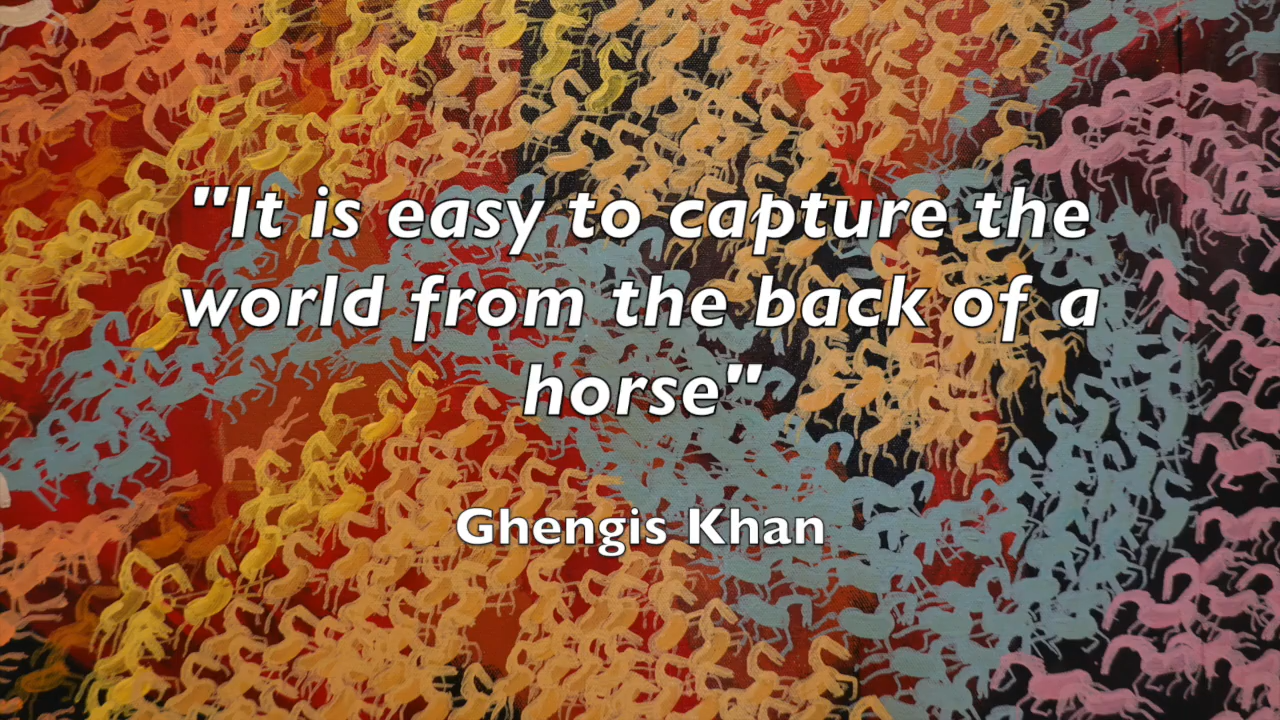 "It is easy to capture the
world from the back of a
horse"
Ghengis Khan